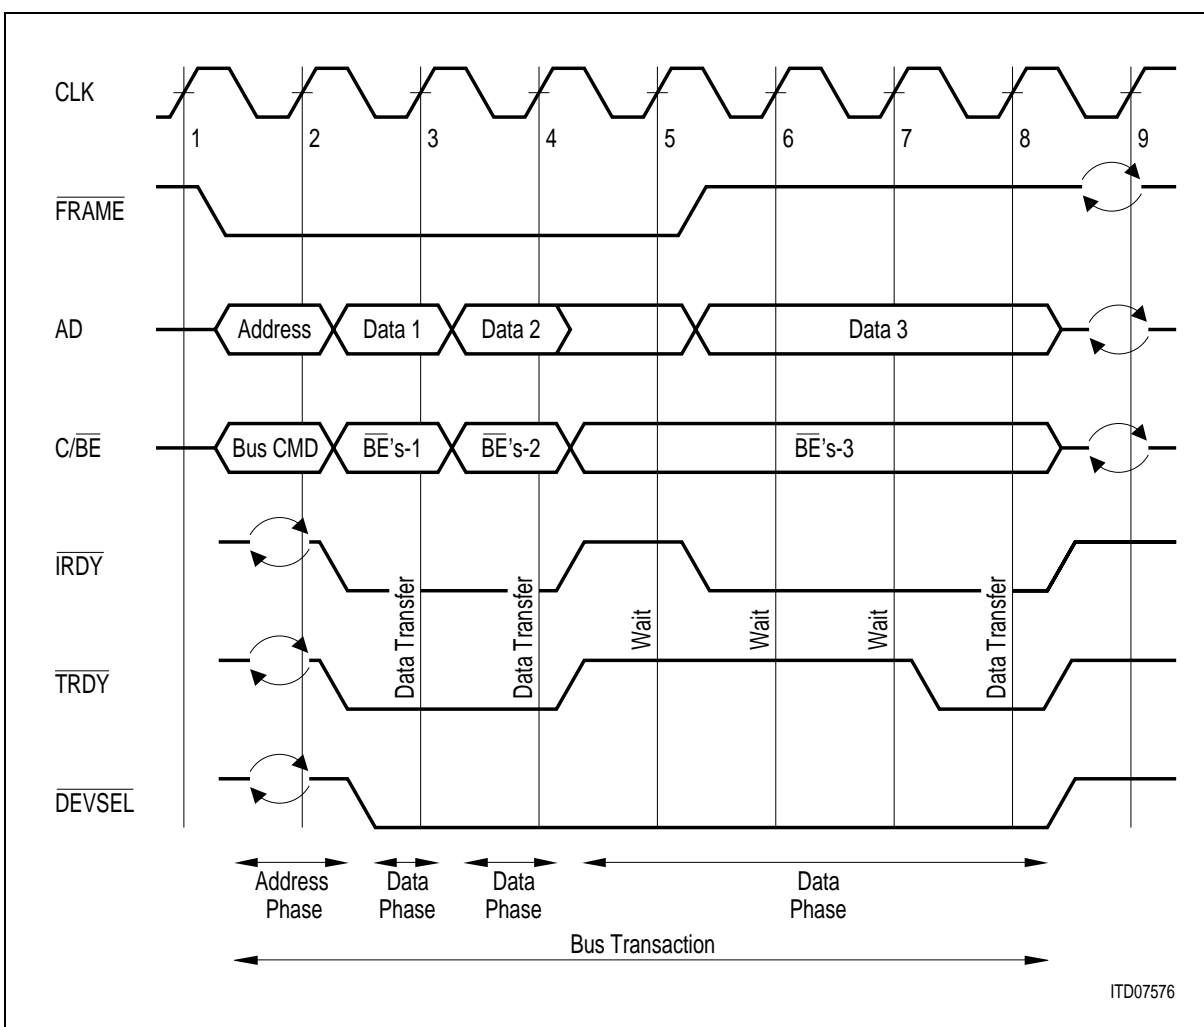 CLK
1 2 3 4 5 6 7 8 9
FRAME
AD
Address Data 1 Data 2 Data 3
C/BE
Bus CMD BE's-1 BE's-2 BE's-3
IRDY
Data Transfer
Data Transfer
Wait
Wait
Wait
Data Transfer
TRDY
DEVSEL
Address Phase
Data Phase
Data Phase
Data Phase
Bus Transaction
ITD07576